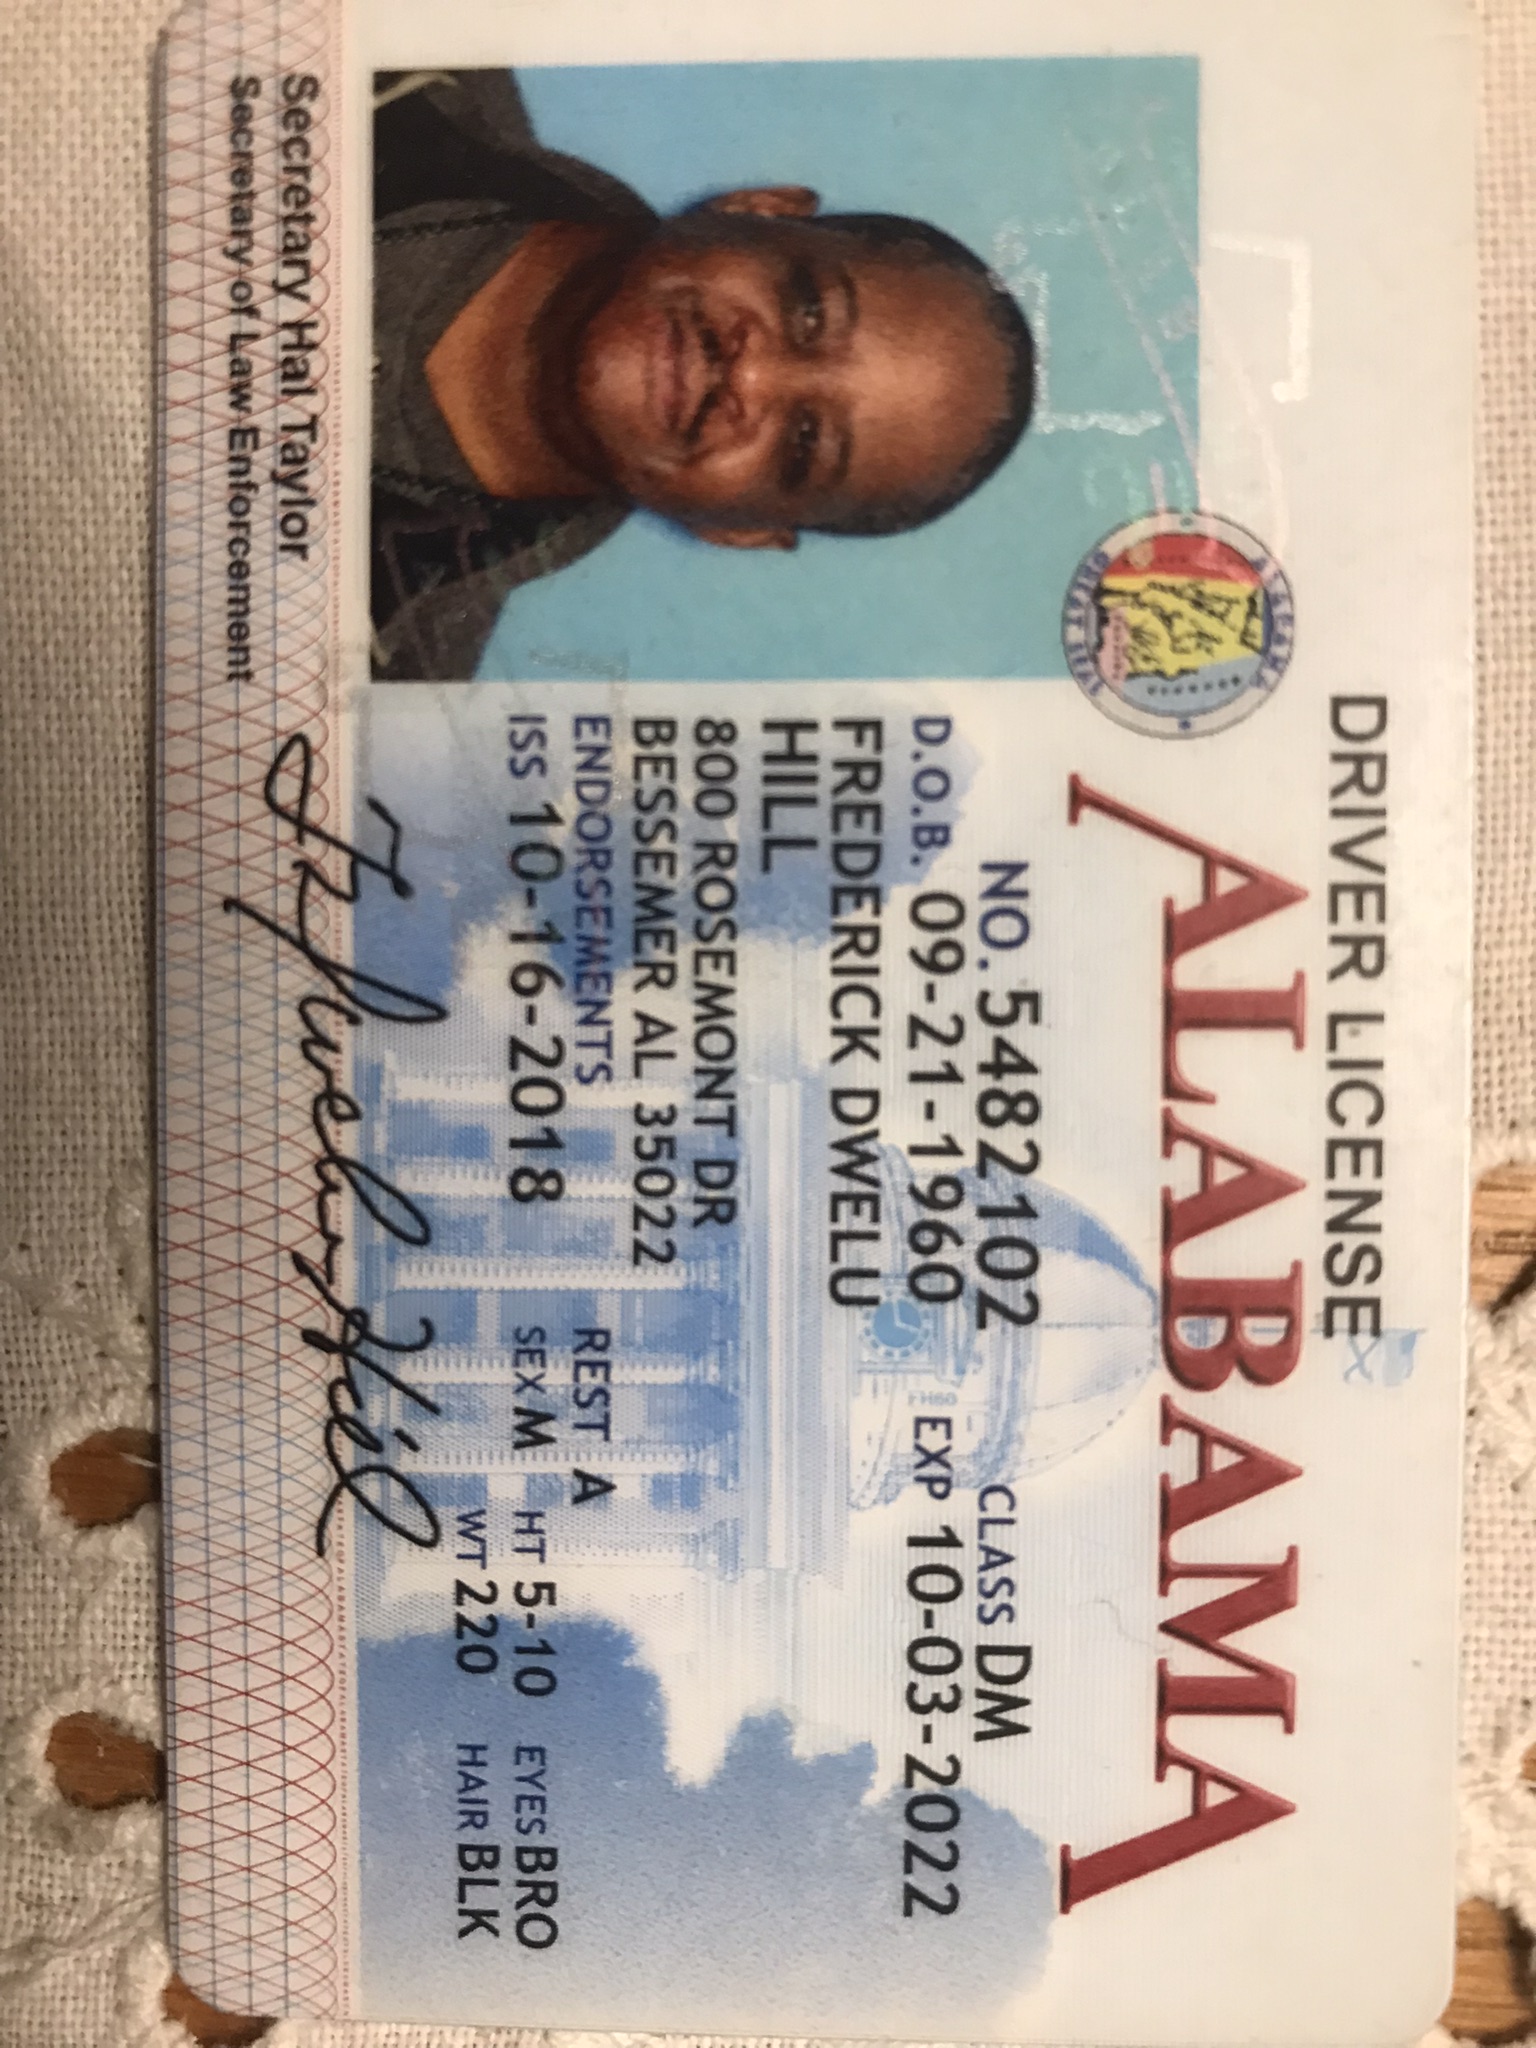 DRIVER LICENSE
ALABAMA
NO. 5482102 CLASS DM
D.O.B. 09-21-1960 EXP 10-03-2022
FREDERICK DWELU
HILL
800 ROSEMONT DR
BESSEMER AL 35022
ENDORSEMENTS REST A
ISS 10-16-2018 SEX M HT 5-10 EYES BRO
WT 220 HAIR BLK
Secretary Hal Taylor
Secretary of Law Enforcement